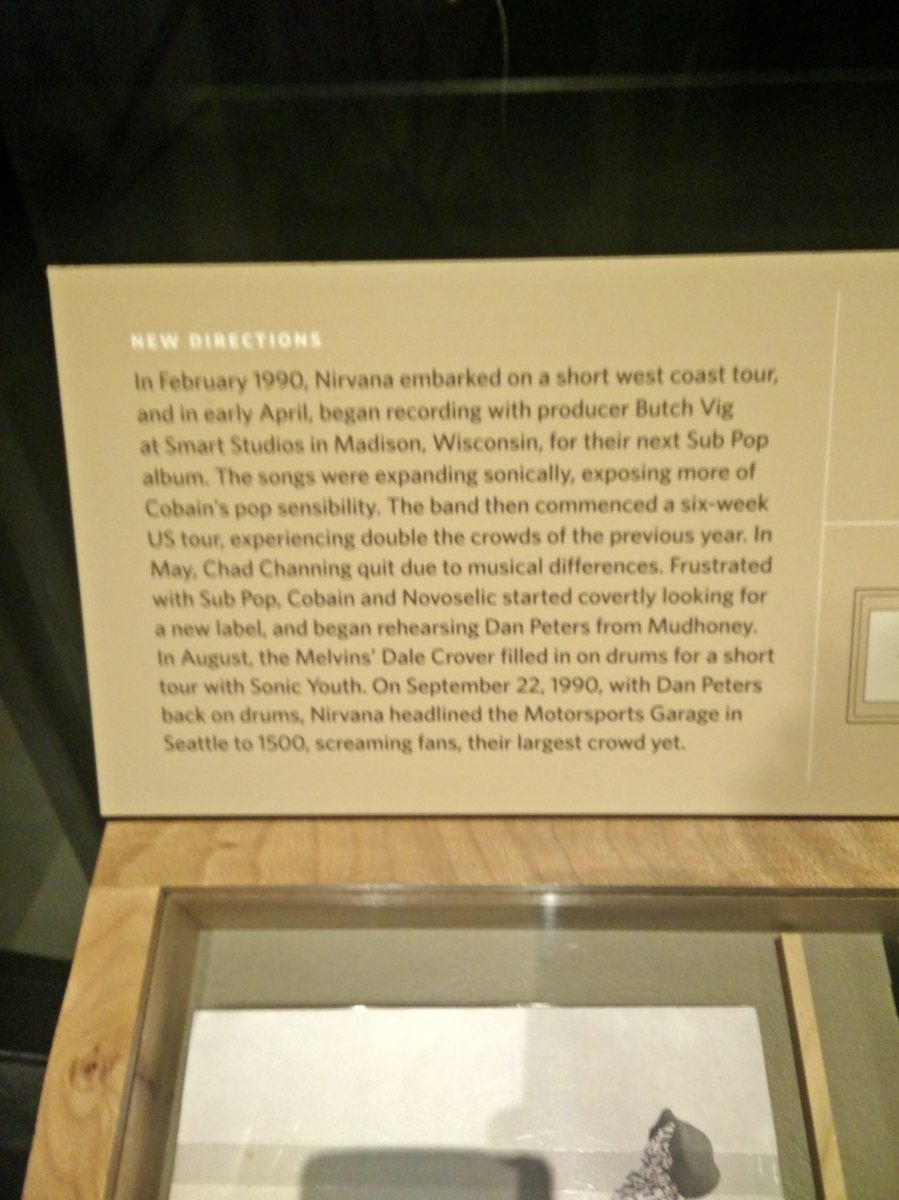 NEW DIRECTIONS
In February 1990, Nirvana embarked on a short west coast tour,
and in early April, began recording with producer Butch Vig
at Smart Studios in Madison, Wisconsin, for their next Sub Pop
album. The songs were expanding sonically, exposing more of
Cobain's pop sensibility. The band then commenced a six-week
US tour, experiencing double the crowds of the previous year. In
May, Chad Channing quit due to musical differences. Frustrated
with Sub Pop, Cobain and Novoselic started covertly looking for
a new label, and began rehearsing Dan Peters from Mudhoney.
In August, the Melvins' Dale Crover filled in on drums for a short
tour with Sonic Youth. On September 22, 1990, with Dan Peters
back on drums, Nirvana headlined the Motorsports Garage in
Seattle to 1500, screaming fans, their largest crowd yet.